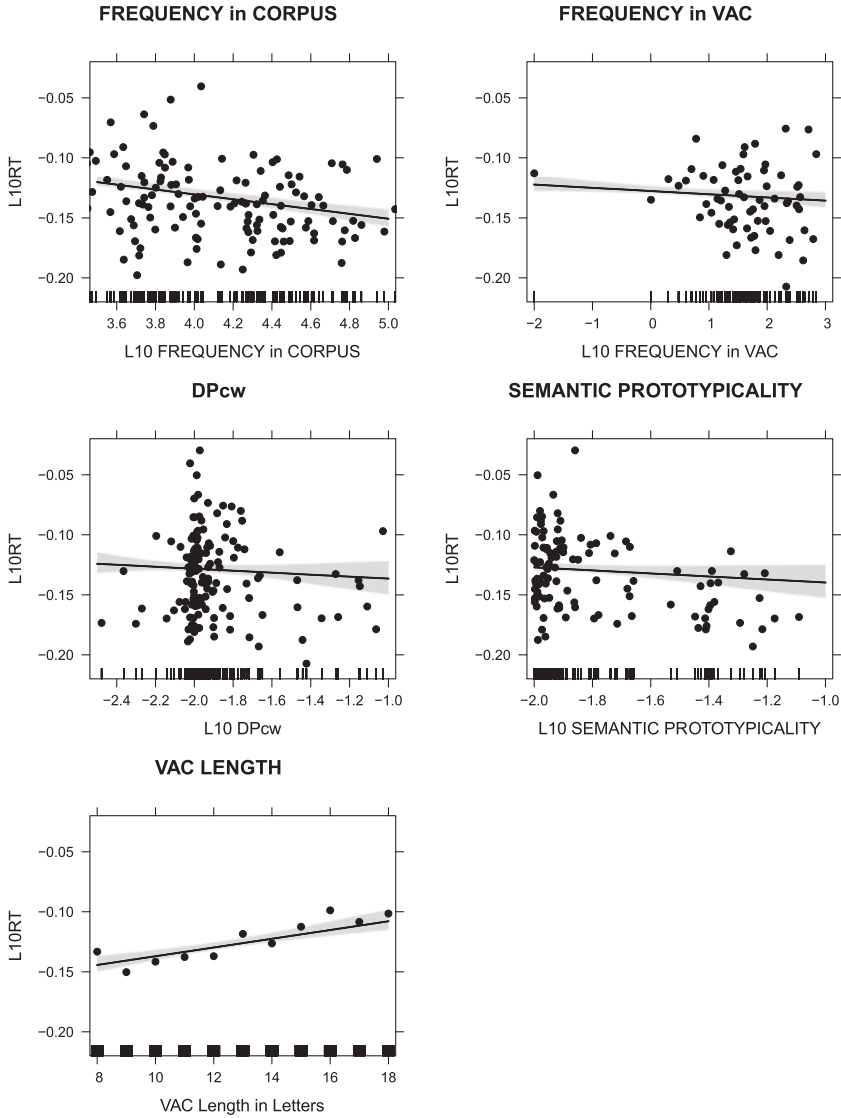 FREQUENCY in CORPUS
L10RT
−0.05
−0.10
−0.15
−0.20
3.6 3.8 4.0 4.2 4.4 4.6 4.8 5.0
L10 FREQUENCY in CORPUS
FREQUENCY in VAC
L10RT
−0.05
−0.10
−0.15
−0.20
−2 −1 0 1 2 3
L10 FREQUENCY in VAC
DPcw
L10RT
−0.05
−0.10
−0.15
−0.20
−2.4 −2.2 −2.0 −1.8 −1.6 −1.4 −1.2 −1.0
L10 DPcw
SEMANTIC PROTOTYPICALITY
L10RT
−0.05
−0.10
−0.15
−0.20
−2.0 −1.8 −1.6 −1.4 −1.2 −1.0
L10 SEMANTIC PROTOTYPICALITY
VAC LENGTH
L10RT
−0.05
−0.10
−0.15
−0.20
8 10 12 14 16 18
VAC Length in Letters